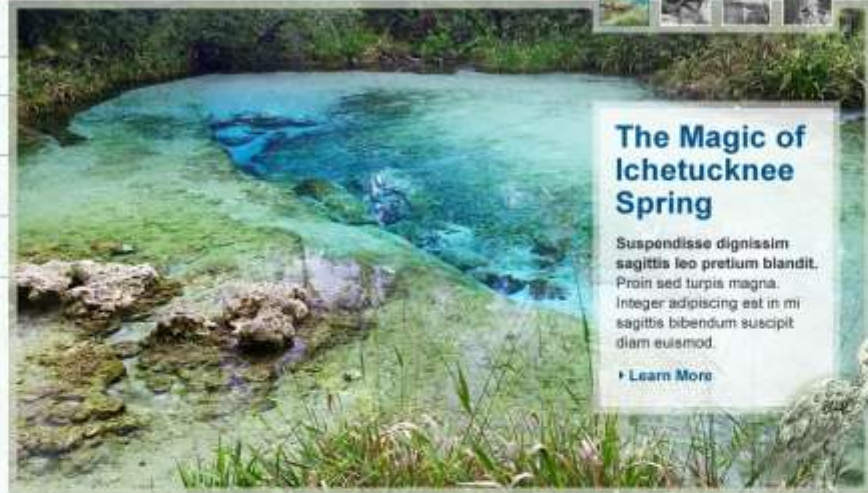 The Magic of
Ichetucknee
Spring
Suspendisse dignissim
sagittis leo pretium blandit.
Proin sed turpis magna.
Integer adipiscing est in mi
sagittis bibendum suscipit
diam euismod.
Learn More